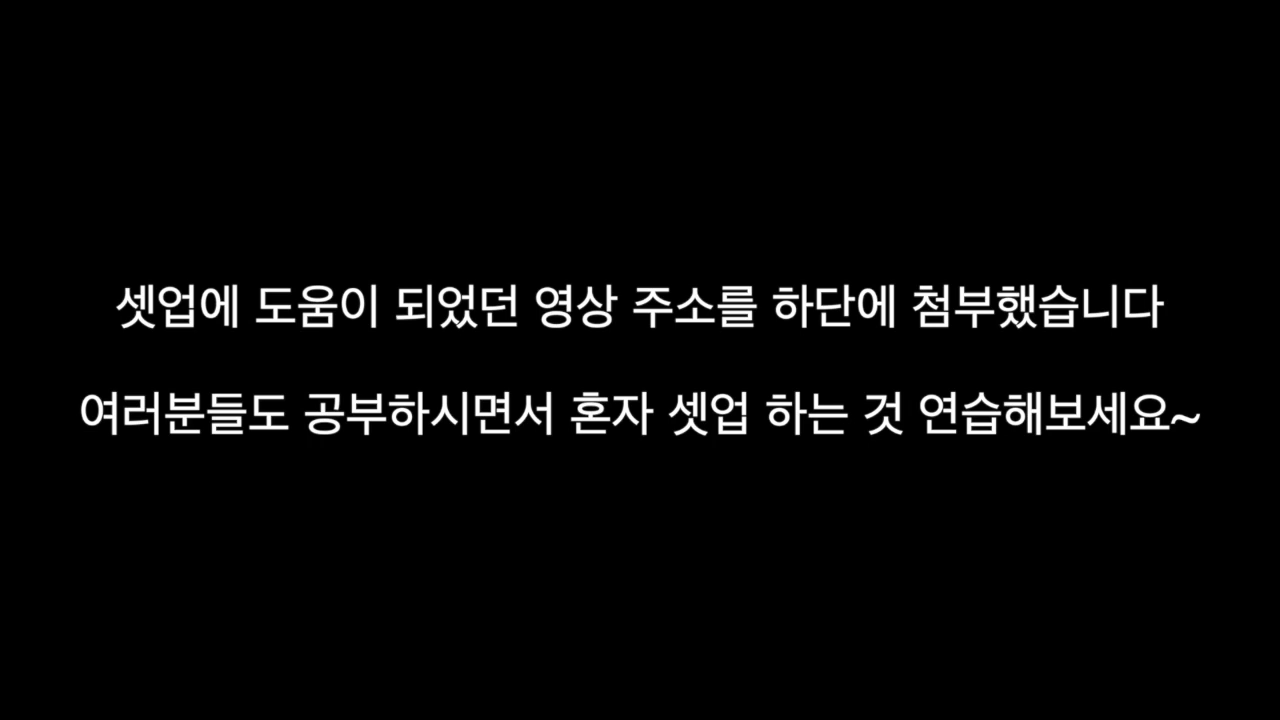 셋업에 도움이 되었던 영상 주소를 하단에 첨부했습니다
여러분들도 공부하시면서 혼자 셋업 하는 것 연습해보세요~